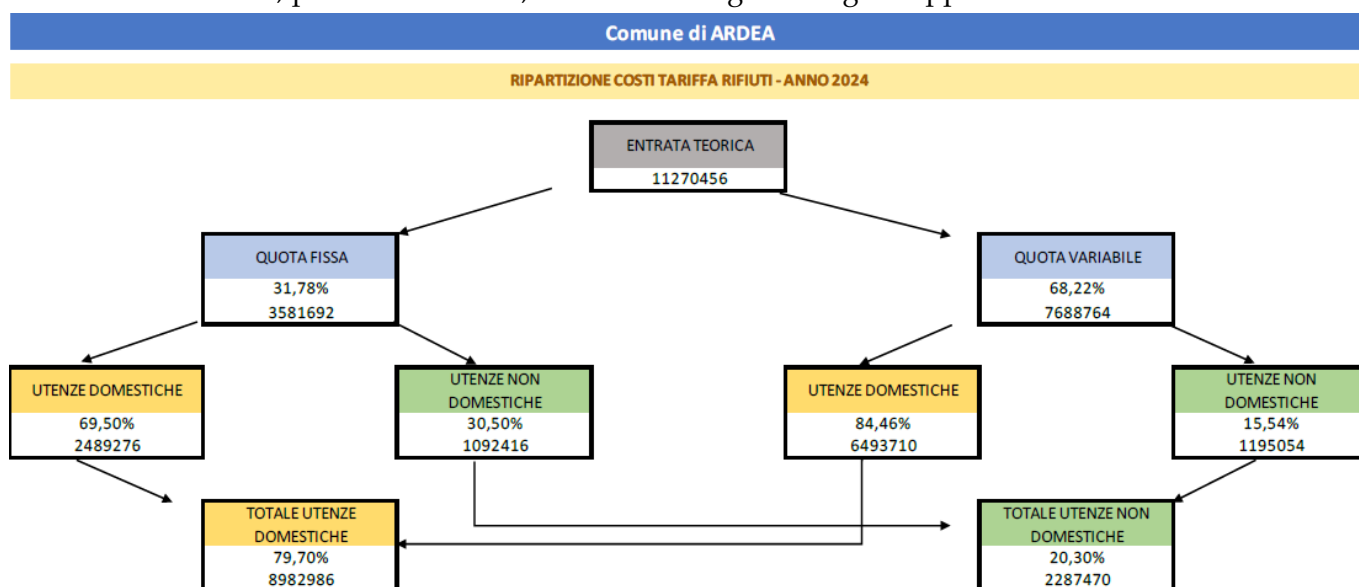 Comune di ARDEA
RIPARTIZIONE COSTI TARIFFA RIFIUTI - ANNO 2024
ENTRATA TEORICA
11270456
QUOTA FISSA
31,78%
3581692
QUOTA VARIABILE
68,22%
7688764
UTENZE DOMESTICHE
69,50%
2489276
UTENZE NON
DOMESTICHE
30,50%
1092416
UTENZE DOMESTICHE
84,46%
6493710
UTENZE NON
DOMESTICHE
15,54%
1195054
TOTALE UTENZE
DOMESTICHE
79,70%
8982986
TOTALE UTENZE NON
DOMESTICHE
20,30%
2287470